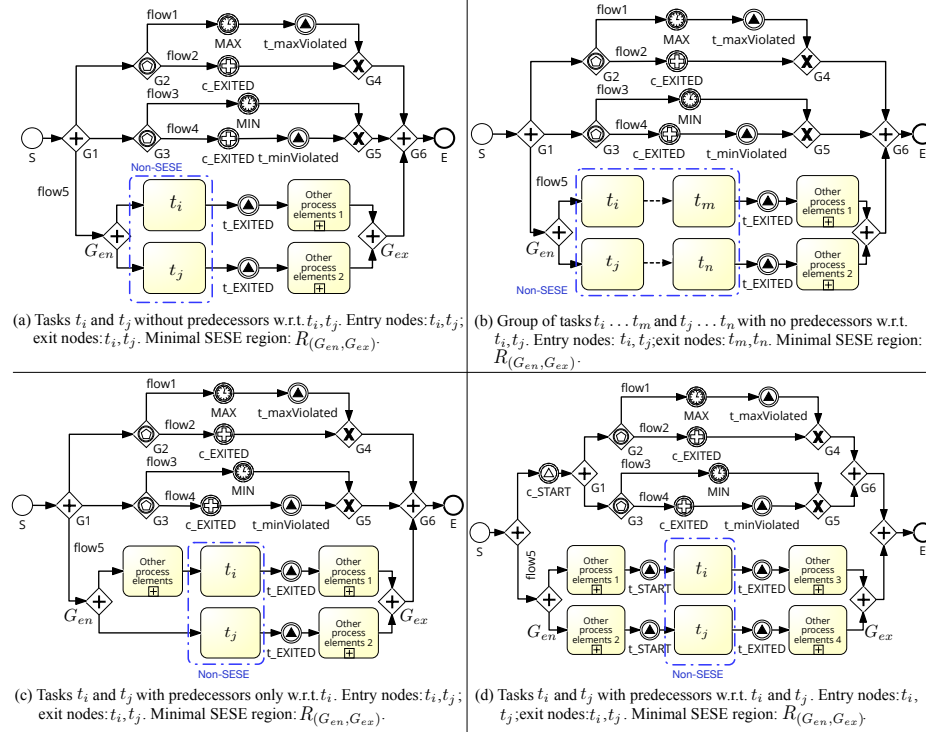 flow1
MAX
t_maxViolated
flow2
G2
c_EXITED
G4
flow3
MIN
flow4
S
G1
G3
c_EXITED
t_minViolated
G5
G6
E
Non-SESE
flow5
t_i
t_EXITED
Other process elements 1
G_en
G_ex
t_j
t_EXITED
Other process elements 2
(a) Tasks t_i and t_j without predecessors w.r.t. t_i, t_j. Entry nodes: t_i, t_j;
exit nodes: t_i, t_j. Minimal SESE region: R_(G_en,G_ex).
flow1
MAX
t_maxViolated
flow2
G2
c_EXITED
G4
flow3
MIN
flow4
S
G1
G3
c_EXITED
t_minViolated
G5
G6
E
flow5
t_i
t_m
t_EXITED
Other process elements 1
G_en
G_ex
t_j
t_n
t_EXITED
Other process elements 2
Non-SESE
(b) Group of tasks t_i ... t_m and t_j ... t_n with no predecessors w.r.t.
t_i, t_j. Entry nodes: t_i, t_j; exit nodes: t_m, t_n. Minimal SESE region:
R_(G_en,G_ex).
flow1
MAX
t_maxViolated
flow2
G2
c_EXITED
G4
flow3
MIN
flow4
S
G1
G3
c_EXITED
t_minViolated
G5
G6
E
flow5
Other process elements
t_i
t_EXITED
Other process elements 1
G_en
G_ex
t_j
t_EXITED
Other process elements 2
Non-SESE
(c) Tasks t_i and t_j with predecessors only w.r.t. t_i. Entry nodes: t_i, t_j;
exit nodes: t_i, t_j. Minimal SESE region: R_(G_en,G_ex).
flow1
MAX
t_maxViolated
flow2
G2
c_EXITED
G4
c_START
G1
flow3
MIN
G6
flow4
G3
c_EXITED
t_minViolated
G5
S
E
flow5
Other process elements 1
t_START
t_i
t_EXITED
Other process elements 3
G_en
G_ex
Other process elements 2
t_START
t_j
t_EXITED
Other process elements 4
Non-SESE
(d) Tasks t_i and t_j with predecessors w.r.t. t_i and t_j. Entry nodes: t_i,
t_j; exit nodes: t_i, t_j. Minimal SESE region: R_(G_en,G_ex).